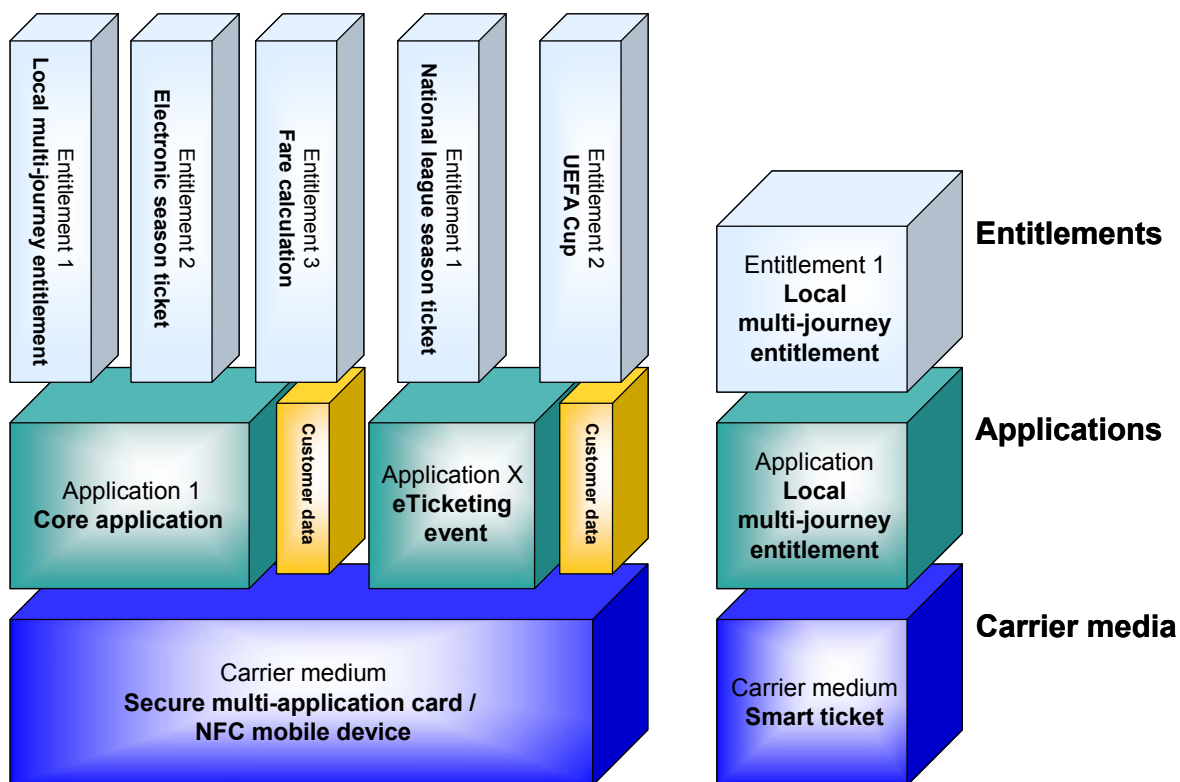 Entitlement 1
Local multi-journey entitlement
Entitlement 2
Electronic season ticket
Entitlement 3
Fare calculation
Entitlement 1
National league season ticket
Entitlement 2
UEFA Cup
Entitlement 1
Local
multi-journey
entitlement
Entitlements
Application 1
Core application
Customer data
Application X
eTicketing
event
Customer data
Application
Local
multi-journey
entitlement
Applications
Carrier medium
Secure multi-application card /
NFC mobile device
Carrier medium
Smart ticket
Carrier media